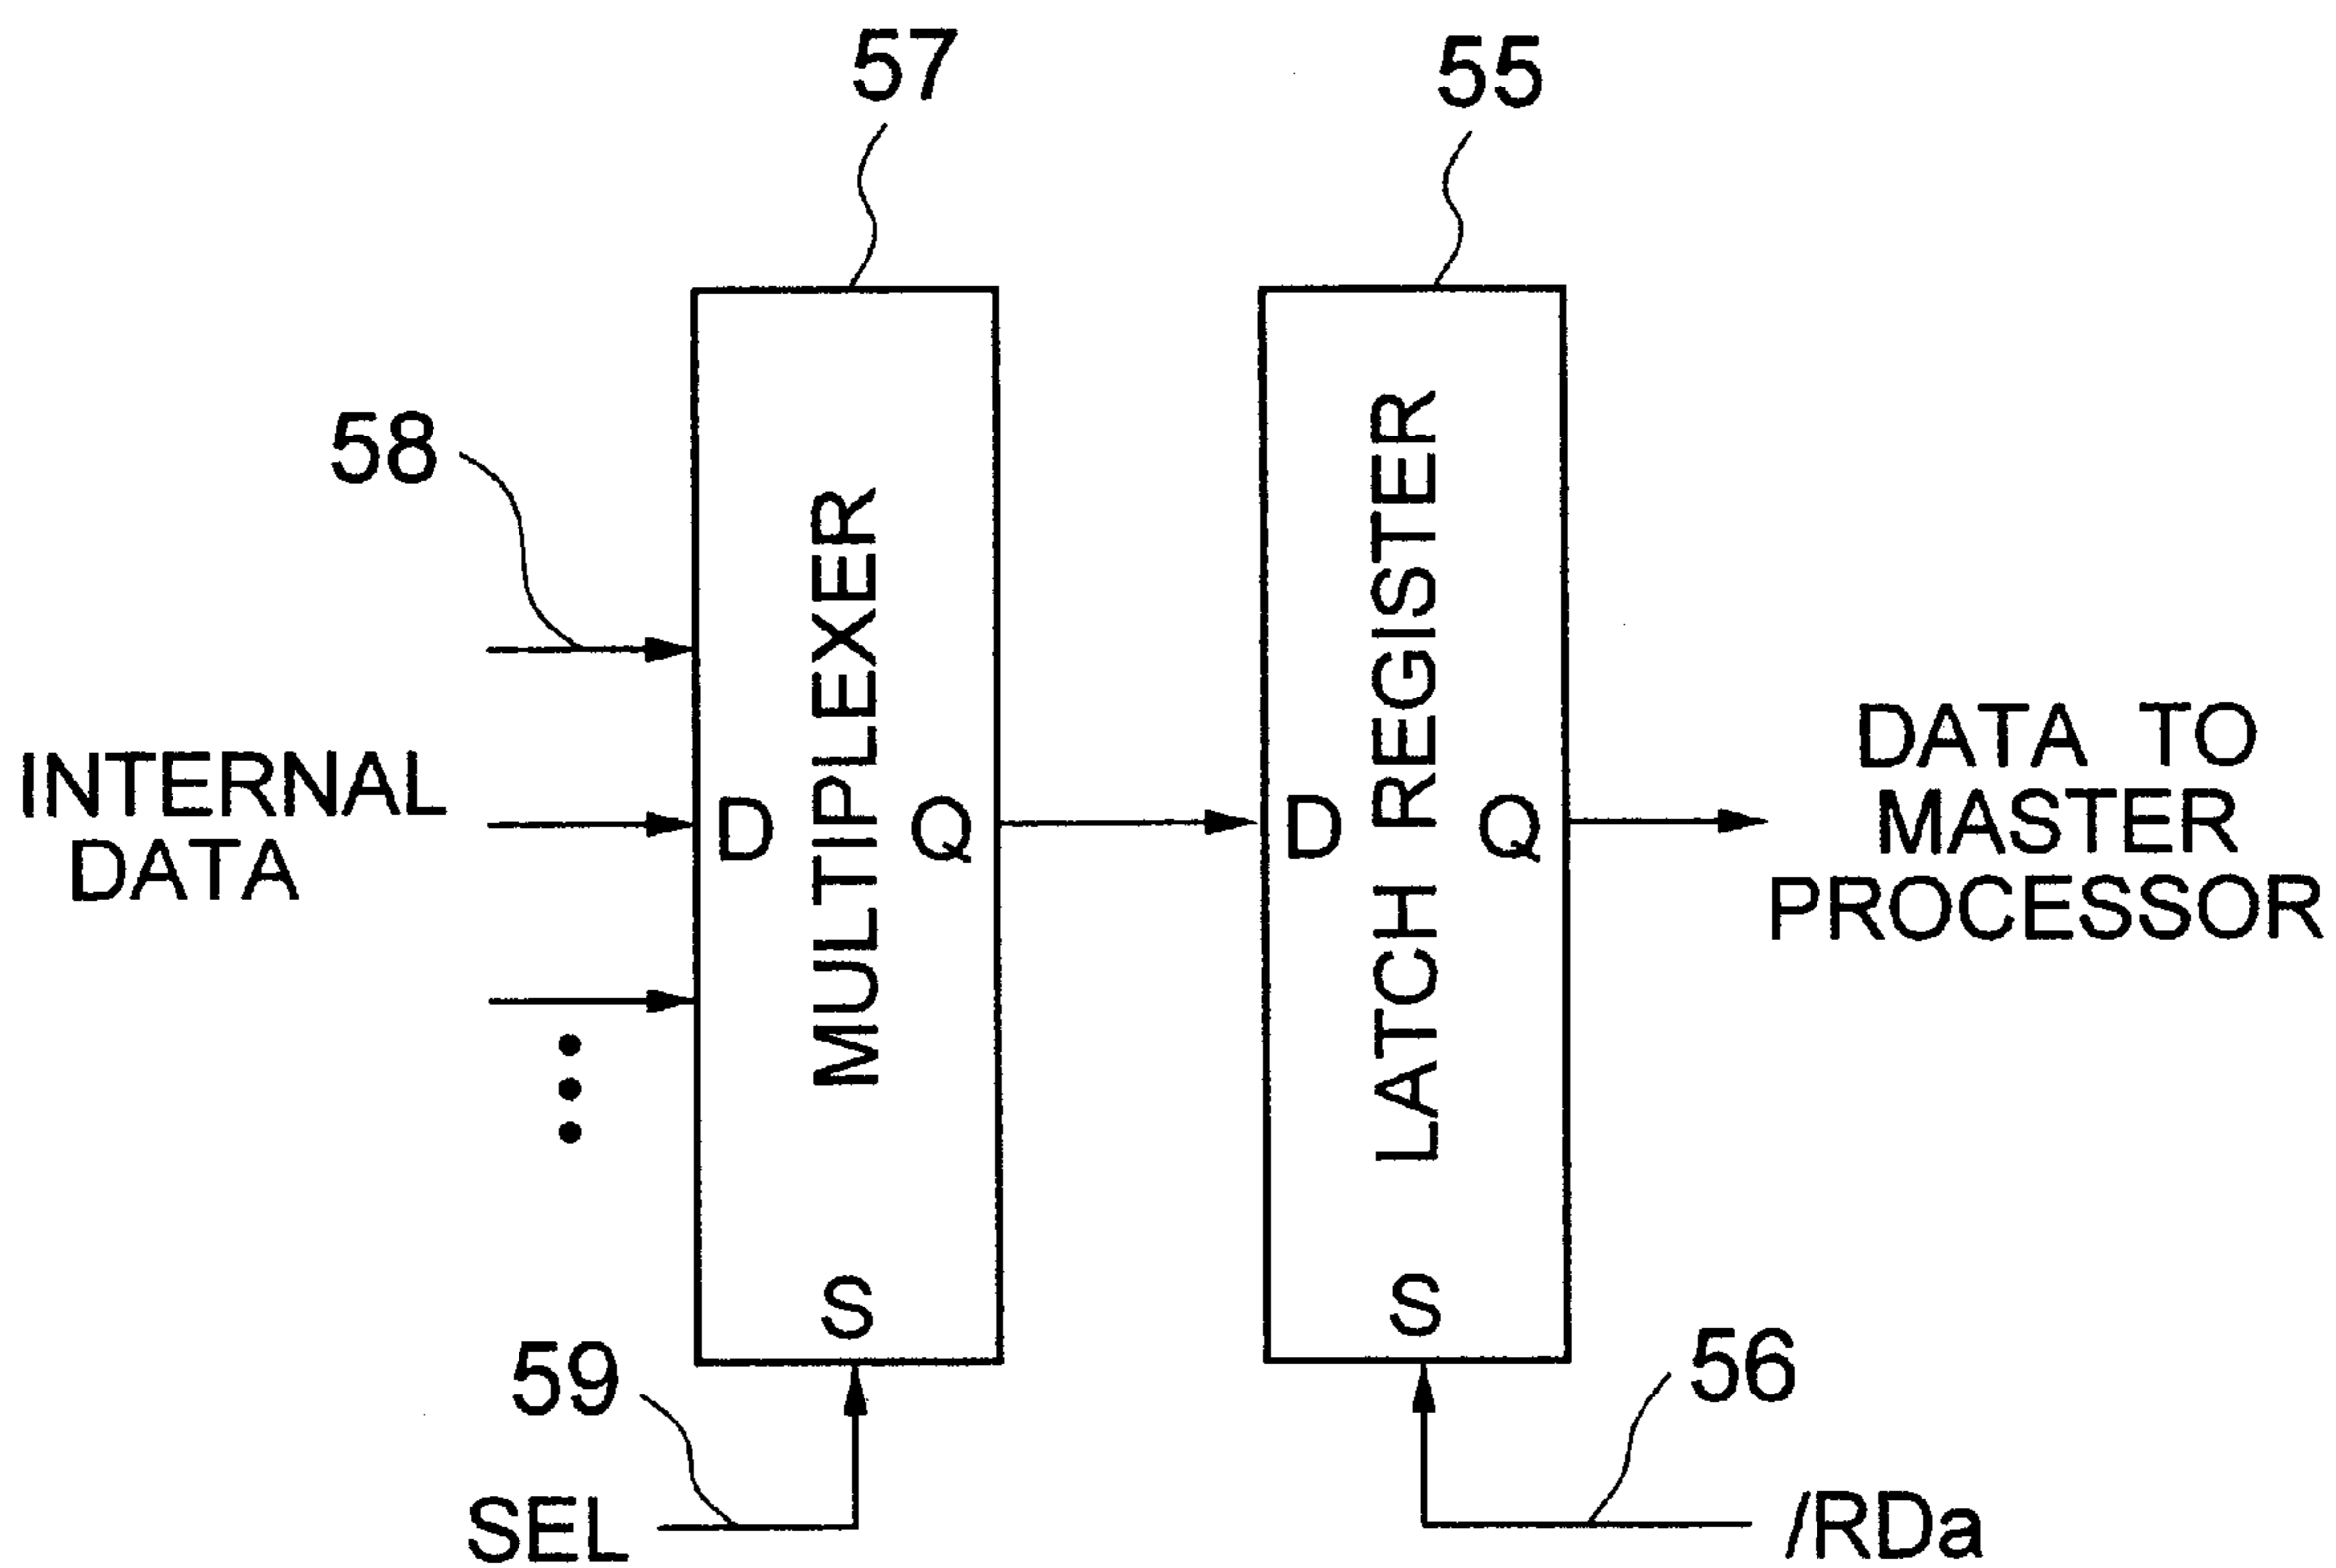 57
55
58
MULTIPLEXER
LATCH REGISTER
INTERNAL
DATA
D
Q
D
Q
DATA TO
MASTER
PROCESSOR
S
S
59
56
SEL
/RDa